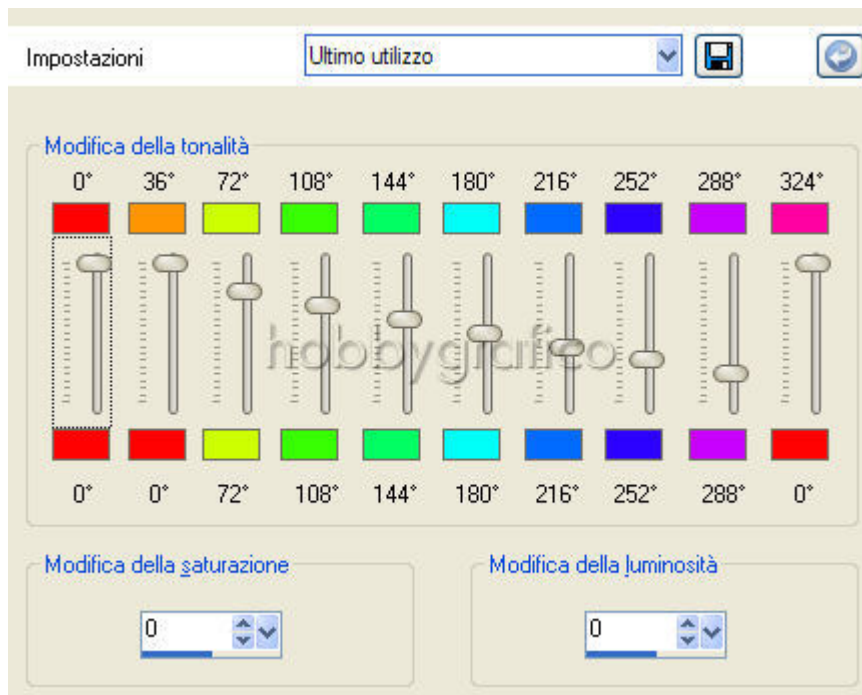 Impostazioni Ultimo utilizzo
Modifica della tonalità
0° 36° 72° 108° 144° 180° 216° 252° 288° 324°
hobbygrafico
0° 0° 72° 108° 144° 180° 216° 252° 288° 0°
Modifica della saturazione Modifica della luminosità
0 0